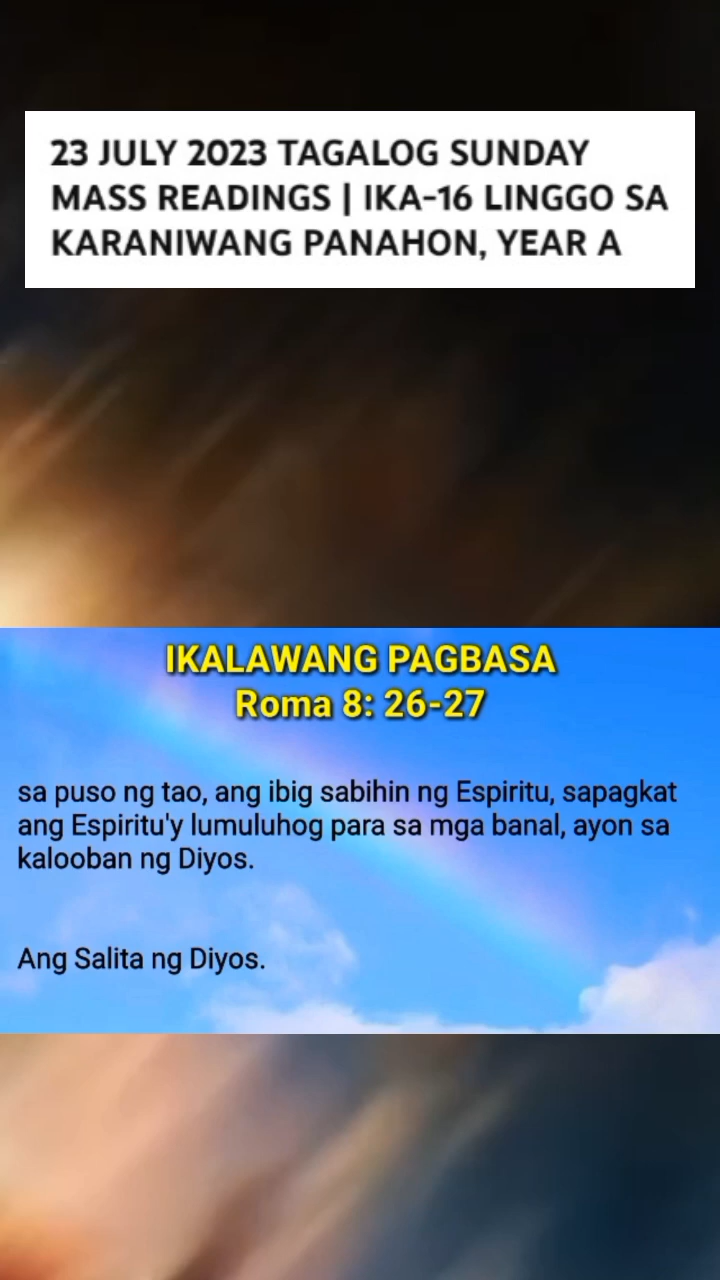 23 JULY 2023 TAGALOG SUNDAY
MASS READINGS | IKA-16 LINGGO SA
KARANIWANG PANAHON, YEAR A
IKALAWANG PAGBASA
Roma 8: 26-27
sa puso ng tao, ang ibig sabihin ng Espiritu, sapagkat
ang Espiritu'y lumuluhog para sa mga banal, ayon sa
kalooban ng Diyos.
Ang Salita ng Diyos.